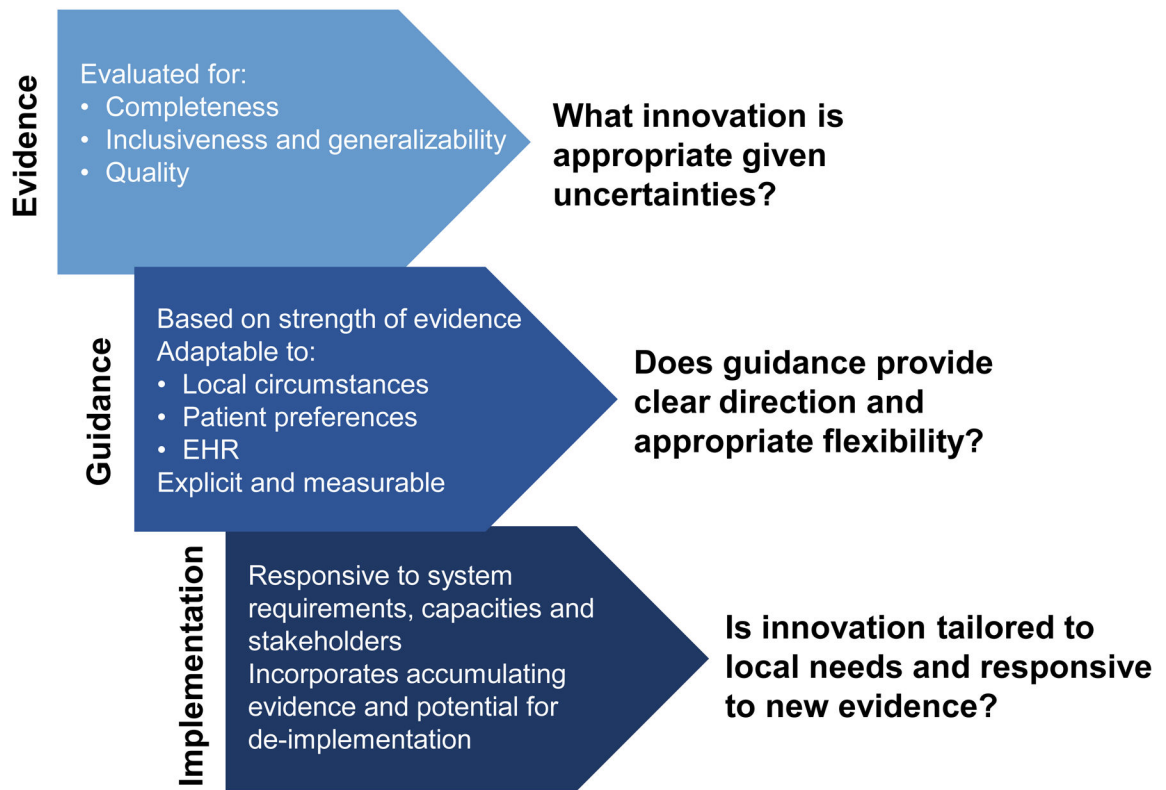 Evidence
Evaluated for:
• Completeness
• Inclusiveness and generalizability
• Quality
What innovation is
appropriate given
uncertainties?
Guidance
Based on strength of evidence
Adaptable to:
• Local circumstances
• Patient preferences
• EHR
Explicit and measurable
Does guidance provide
clear direction and
appropriate flexibility?
Implementation
Responsive to system
requirements, capacities and
stakeholders
Incorporates accumulating
evidence and potential for
de-implementation
Is innovation tailored to
local needs and responsive
to new evidence?